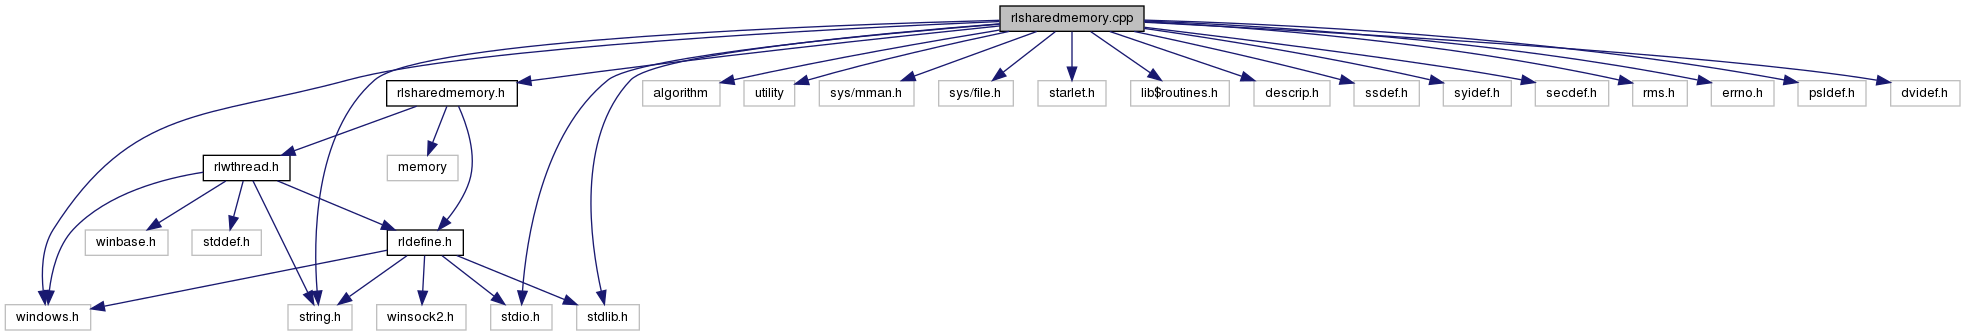 rlsharedmemory.cpp
rlsharedmemory.h
algorithm
utility
sys/mman.h
sys/file.h
starlet.h
lib$routines.h
descrip.h
ssdef.h
syidef.h
secdef.h
rms.h
errno.h
psldef.h
dvidef.h
rlwthread.h
memory
winbase.h
stddef.h
rldefine.h
windows.h
string.h
winsock2.h
stdio.h
stdlib.h